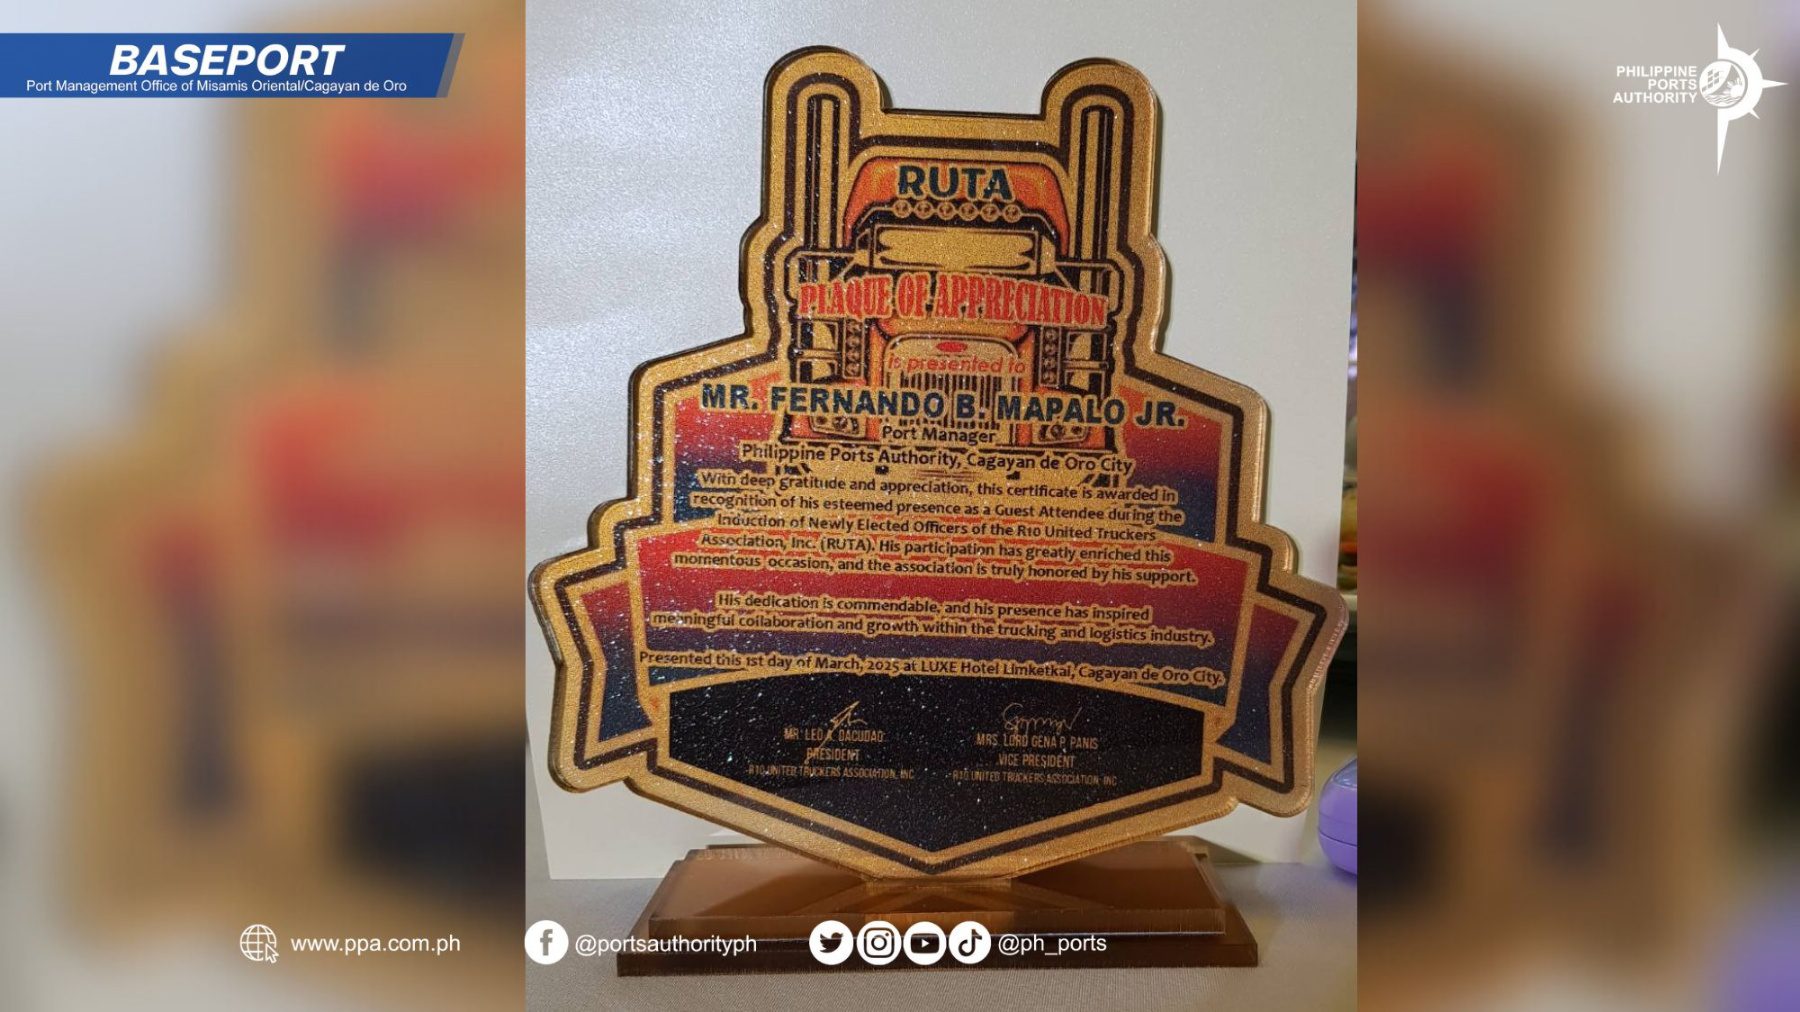 BASEPORT
Port Management Office of Misamis Oriental/Cagayan de Oro
PHILIPPINE
PORTS
AUTHORITY
RUTA
PLAQUE OF APPRECIATION
is presented to
MR. FERNANDO B. MAPALO JR.
Port Manager
Philippine Ports Authority, Cagayan de Oro City
With deep gratitude and appreciation, this certificate is awarded in
recognition of his esteemed presence as a Guest Attendee during the
Induction of Newly Elected Officers of the R10 United Truckers
Association, Inc. (RUTA). His participation has greatly enriched this
momentous occasion, and the association is truly honored by his support.
His dedication is commendable, and his presence has inspired
meaningful collaboration and growth within the trucking and logistics industry.
Presented this 1st day of March, 2025 at LUXE Hotel Limketkai, Cagayan de Oro City.
MR. LEO A. DACUDAO
PRESIDENT
R10 UNITED TRUCKERS ASSOCIATION, INC
MRS. LORD GENA P. PANIS
VICE PRESIDENT
R10 UNITED TRUCKERS ASSOCIATION, INC
www.ppa.com.ph
@portsauthorityph
@ph_ports